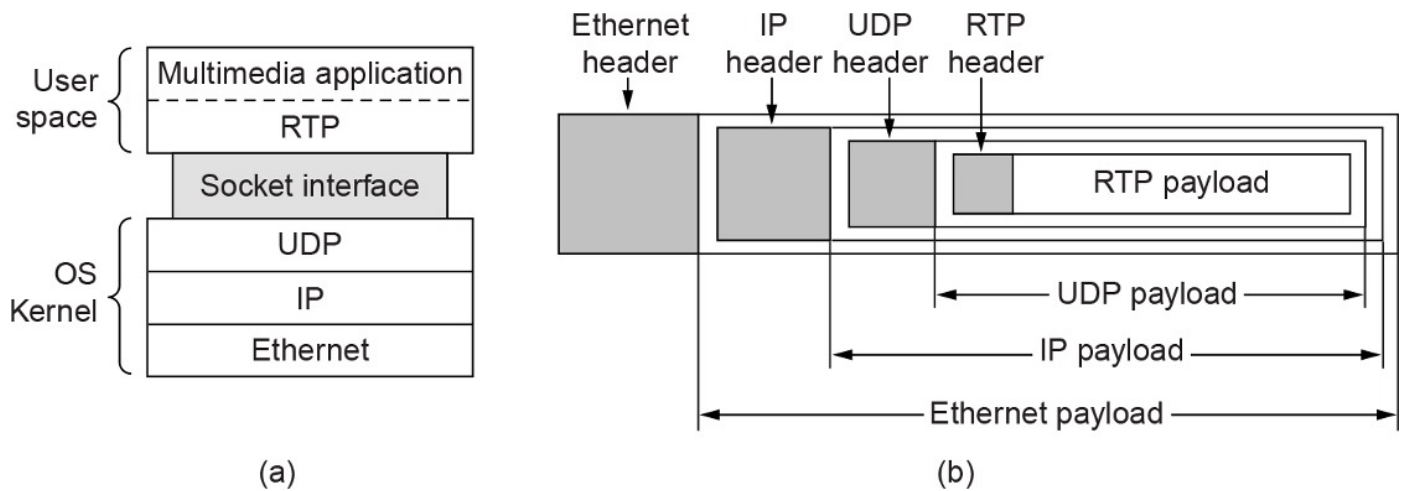 User
space
Multimedia application
RTP
Socket interface
OS
Kernel
UDP
IP
Ethernet
(a)
Ethernet
header
IP
header
UDP
header
RTP
header
RTP payload
UDP payload
IP payload
Ethernet payload
(b)